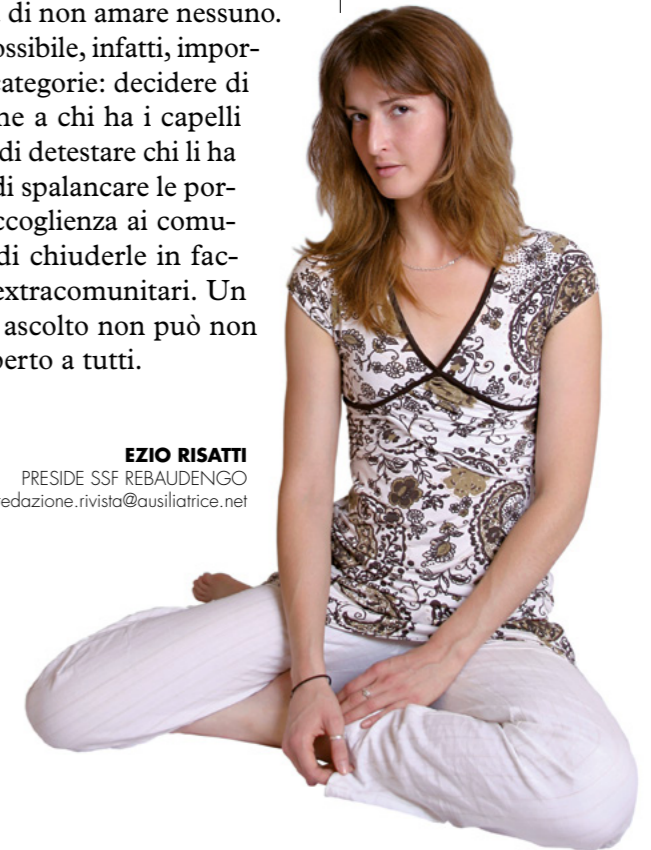 di non amare nessuno.
ossibile, infatti, impor-
categorie: decidere di
ne a chi ha i capelli
di detestare chi li ha
di spalancare le por-
ccoglienza ai comu-
di chiuderle in fac-
extracomunitari. Un
ascolto non può non
perto a tutti.
EZIO RISATTI
PRESIDE SSF REBAUDENGO
redazione.rivista@ausiliatrice.net